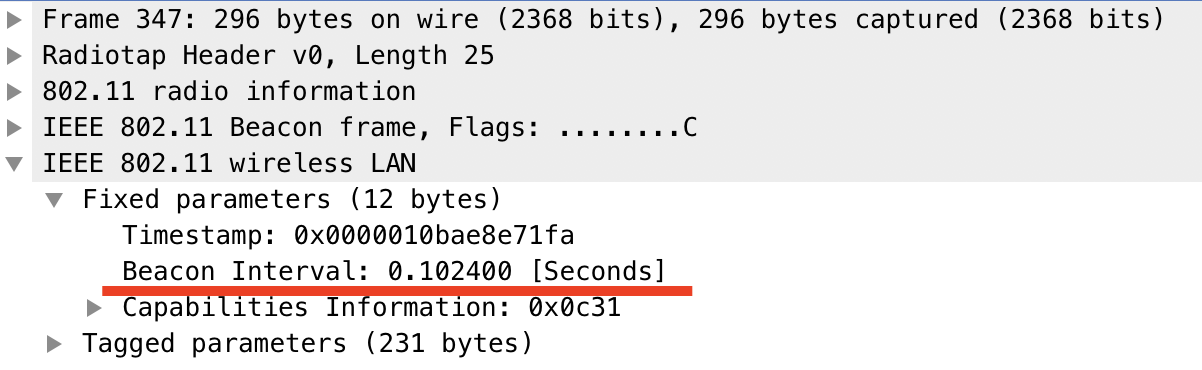 Frame 347: 296 bytes on wire (2368 bits), 296 bytes captured (2368 bits)
Radiotap Header v0, Length 25
802.11 radio information
IEEE 802.11 Beacon frame, Flags: ........C
IEEE 802.11 wireless LAN
Fixed parameters (12 bytes)
Timestamp: 0x0000010bae8e71fa
Beacon Interval: 0.102400 [Seconds]
Capabilities Information: 0x0c31
Tagged parameters (231 bytes)